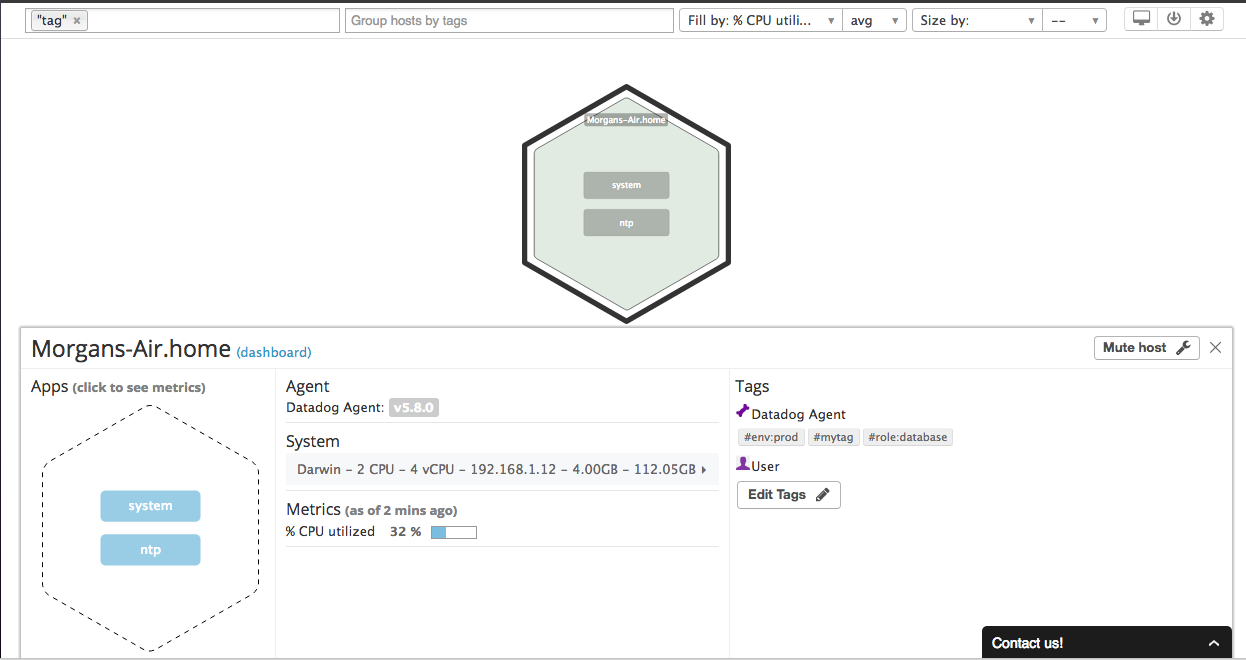 "tag" ×
Group hosts by tags
Fill by: % CPU utili...
avg
Size by:
--
Morgans-Air.home
system
ntp
Morgans-Air.home (dashboard)
Mute host
Apps (click to see metrics)
system
ntp
Agent
Datadog Agent: v5.8.0
System
Darwin – 2 CPU – 4 vCPU – 192.168.1.12 – 4.00GB – 112.05GB
Metrics (as of 2 mins ago)
% CPU utilized 32 %
Tags
Datadog Agent
#env:prod #mytag #role:database
User
Edit Tags
Contact us!